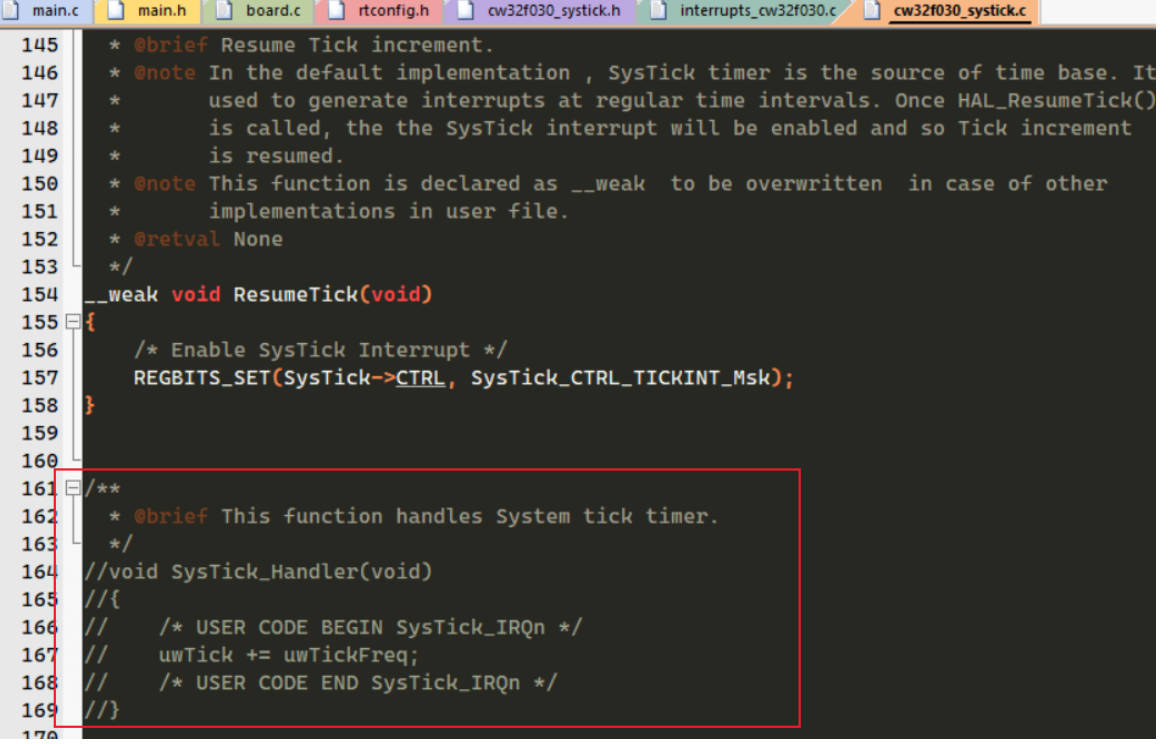 main.c main.h board.c rtconfig.h cw32f030_systick.h interrupts_cw32f030.c cw32f030_systick.c
145 * @brief Resume Tick increment.
146 * @note In the default implementation , SysTick timer is the source of time base. It
147 * used to generate interrupts at regular time intervals. Once HAL_ResumeTick()
148 * is called, the the SysTick interrupt will be enabled and so Tick increment
149 * is resumed.
150 * @note This function is declared as __weak to be overwritten in case of other
151 * implementations in user file.
152 * @retval None
153 */
154 __weak void ResumeTick(void)
155 {
156 /* Enable SysTick Interrupt */
157 REGBITS_SET(SysTick->CTRL, SysTick_CTRL_TICKINT_Msk);
158 }
159
160
161 /**
162 * @brief This function handles System tick timer.
163 */
164 //void SysTick_Handler(void)
165 //{
166 // /* USER CODE BEGIN SysTick_IRQn */
167 // uwTick += uwTickFreq;
168 // /* USER CODE END SysTick_IRQn */
169 //}
170